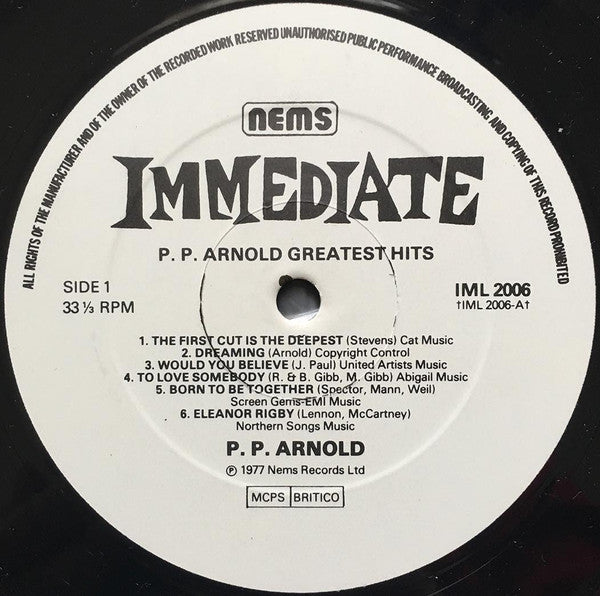 ALL RIGHTS OF THE MANUFACTURER AND OF THE OWNER OF THE RECORDED WORK RESERVED UNAUTHORISED PUBLIC PERFORMANCE BROADCASTING AND COPYING OF THIS RECORD PROHIBITED
nems
IMMEDIATE
P. P. ARNOLD GREATEST HITS
SIDE 1
33 ⅓ RPM
IML 2006
†IML 2006-A†
1. THE FIRST CUT IS THE DEEPEST (Stevens) Cat Music
2. DREAMING (Arnold) Copyright Control
3. WOULD YOU BELIEVE (J. Paul) United Artists Music
4. TO LOVE SOMEBODY (R. & B. Gibb, M. Gibb) Abigail Music
5. BORN TO BE TOGETHER (Spector, Mann, Weil)
Screen Gems-EMI Music
6. ELEANOR RIGBY (Lennon, McCartney)
Northern Songs Music
P. P. ARNOLD
℗ 1977 Nems Records Ltd
MCPS BRITICO